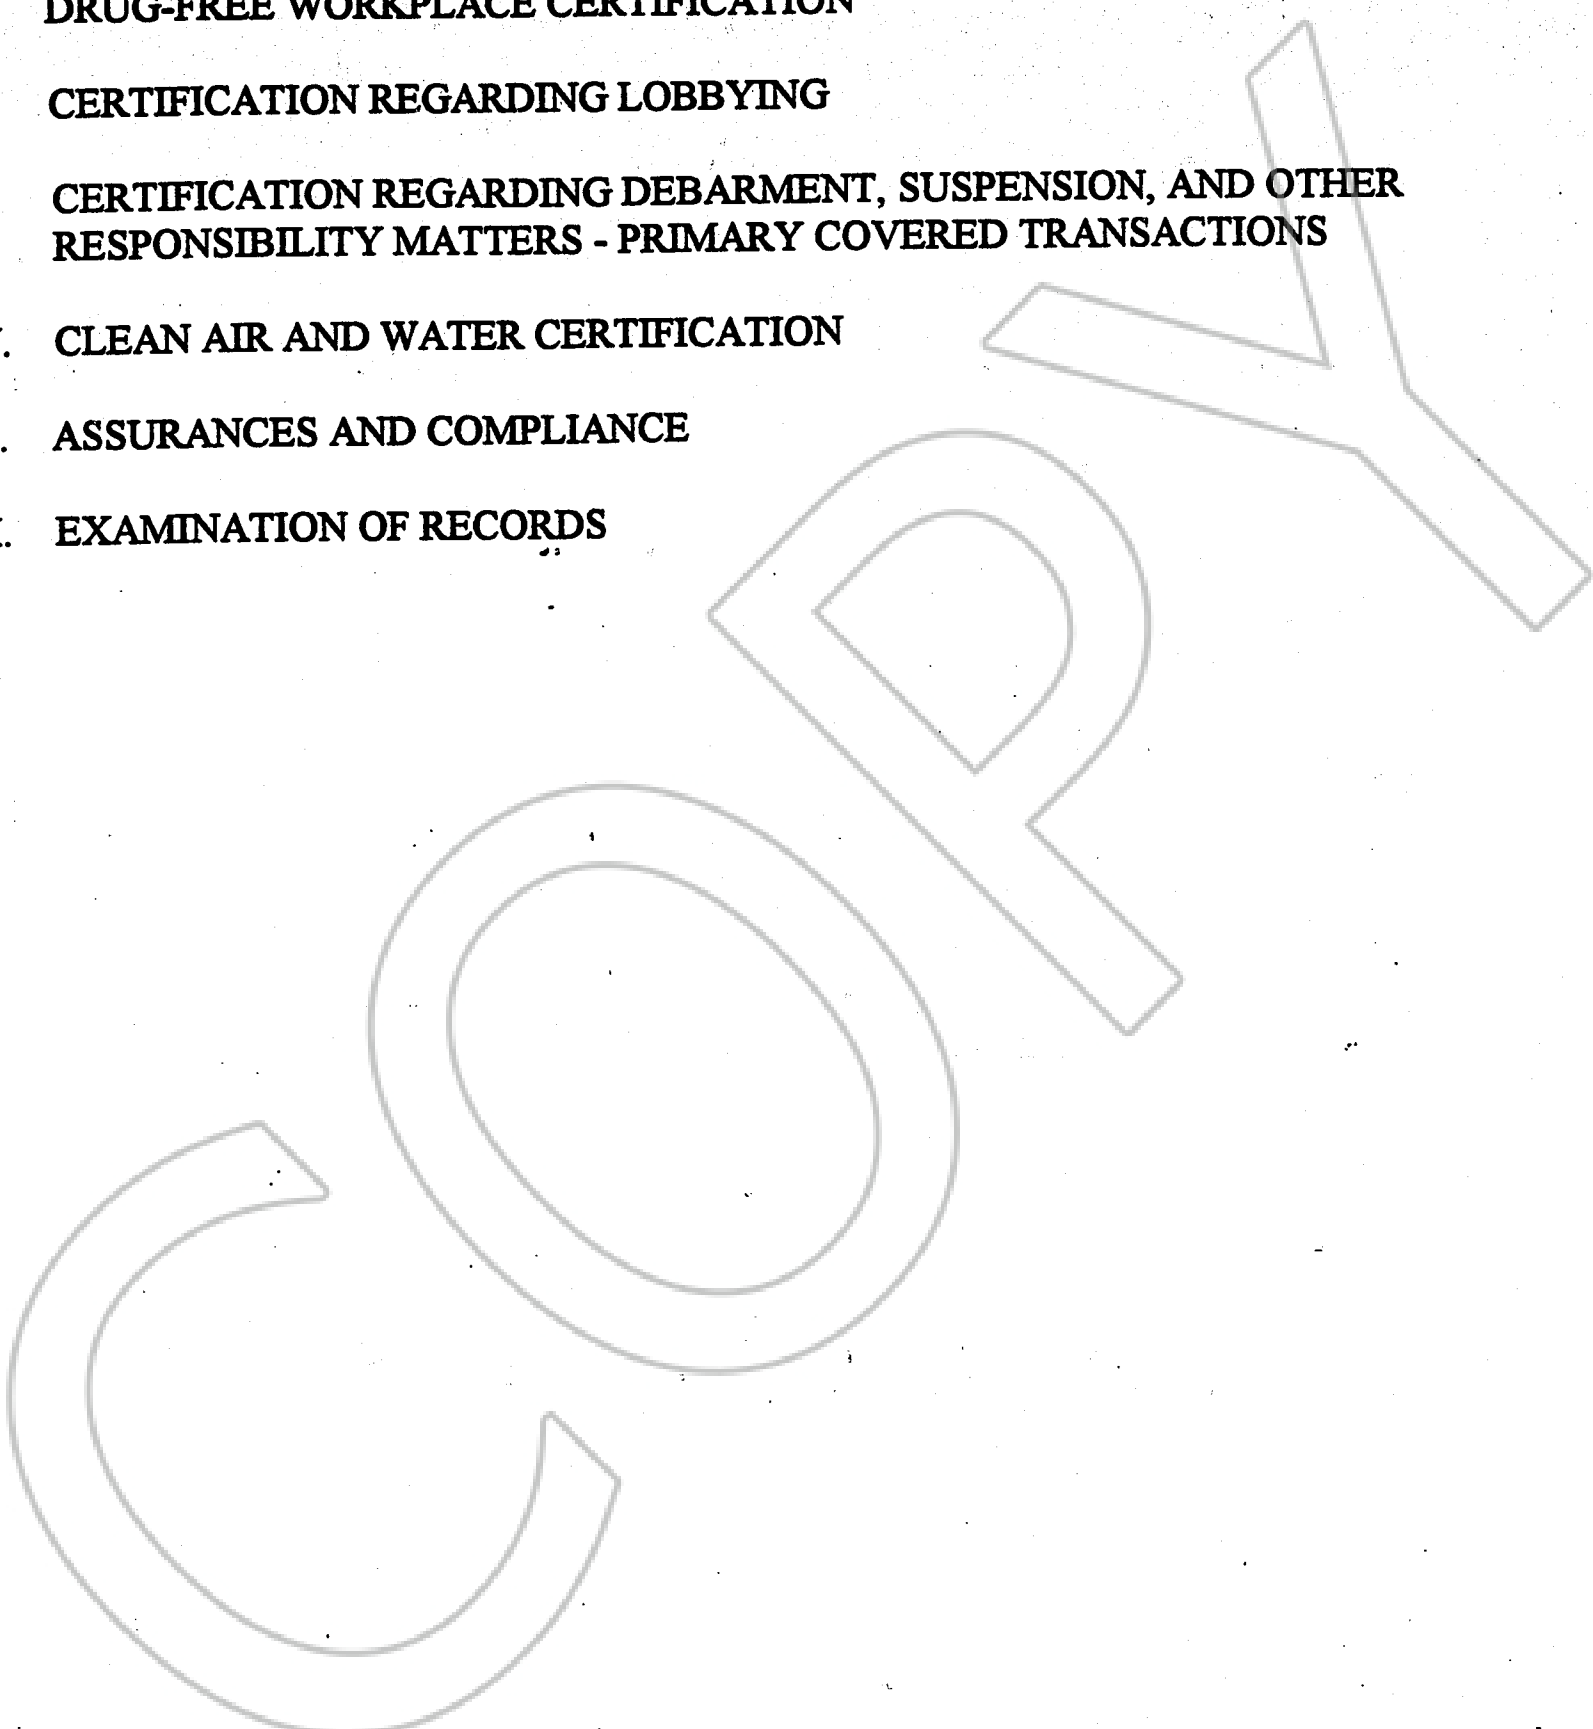 DRUG-FREE WORKPLACE CERTIFICATION
CERTIFICATION REGARDING LOBBYING
CERTIFICATION REGARDING DEBARMENT, SUSPENSION, AND OTHER
RESPONSIBILITY MATTERS - PRIMARY COVERED TRANSACTIONS
CLEAN AIR AND WATER CERTIFICATION
ASSURANCES AND COMPLIANCE
EXAMINATION OF RECORDS
COPY